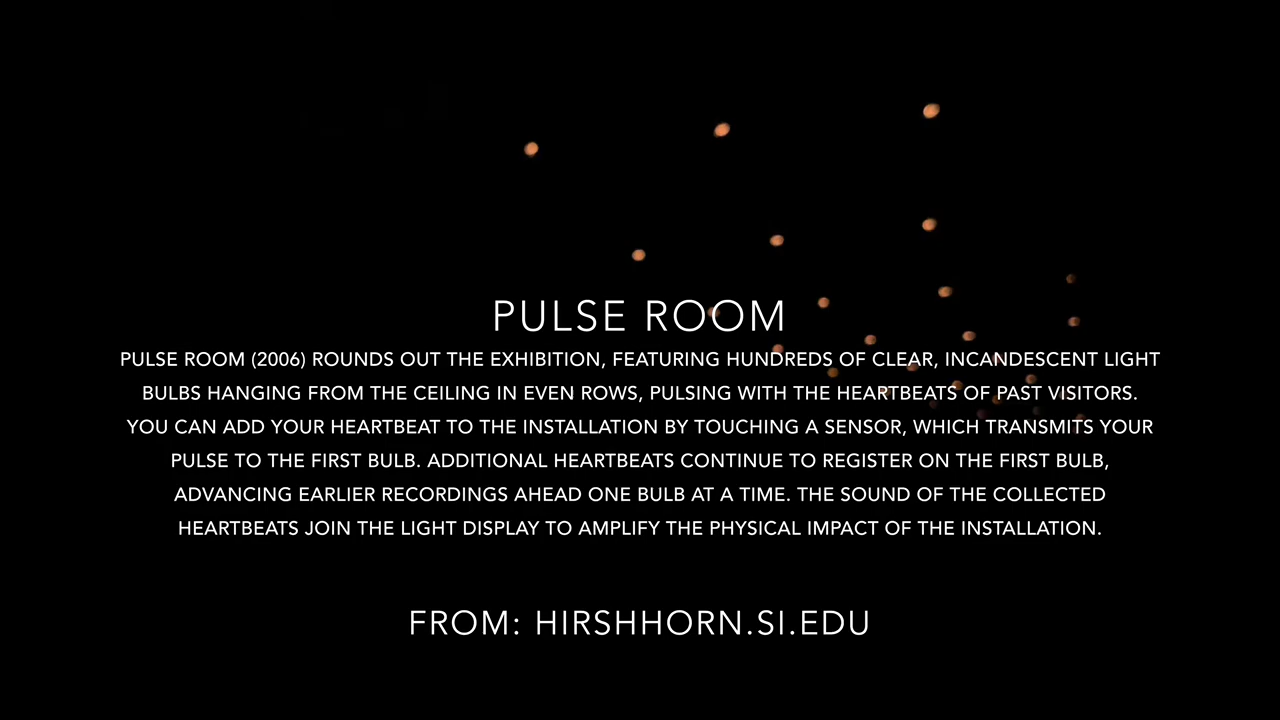 PULSE ROOM
PULSE ROOM (2006) ROUNDS OUT THE EXHIBITION, FEATURING HUNDREDS OF CLEAR, INCANDESCENT LIGHT
BULBS HANGING FROM THE CEILING IN EVEN ROWS, PULSING WITH THE HEARTBEATS OF PAST VISITORS.
YOU CAN ADD YOUR HEARTBEAT TO THE INSTALLATION BY TOUCHING A SENSOR, WHICH TRANSMITS YOUR
PULSE TO THE FIRST BULB. ADDITIONAL HEARTBEATS CONTINUE TO REGISTER ON THE FIRST BULB,
ADVANCING EARLIER RECORDINGS AHEAD ONE BULB AT A TIME. THE SOUND OF THE COLLECTED
HEARTBEATS JOIN THE LIGHT DISPLAY TO AMPLIFY THE PHYSICAL IMPACT OF THE INSTALLATION.
FROM: HIRSHHORN.SI.EDU